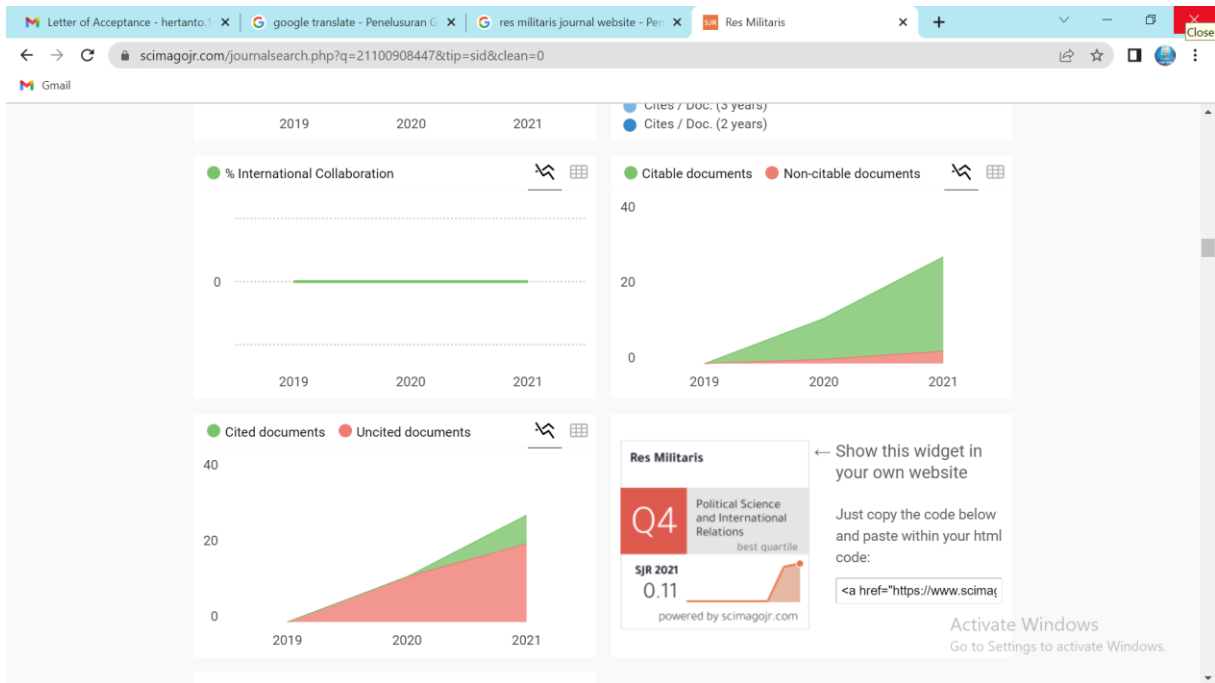 Letter of Acceptance - hertanto.1
google translate - Penelusuran G
res militaris journal website - Pen
SJR Res Militaris
Close
scimagojr.com/journalsearch.php?q=21100908447&tip=sid&clean=0
Gmail
2019 2020 2021
Cites / Doc. (3 years)
Cites / Doc. (2 years)
% International Collaboration
0
2019 2020 2021
Citable documents Non-citable documents
40
20
0
2019 2020 2021
Cited documents Uncited documents
40
20
0
2019 2020 2021
Res Militaris
Q4
Political Science
and International
Relations
best quartile
SJR 2021
0.11
powered by scimagojr.com
← Show this widget in
your own website
Just copy the code below
and paste within your html
code:
<a href="https://www.scimag
Activate Windows
Go to Settings to activate Windows.